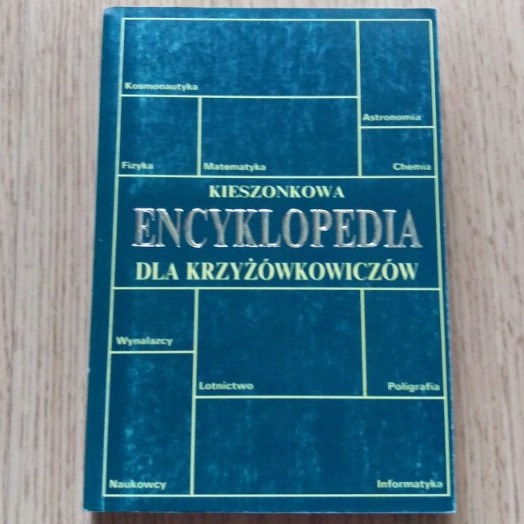 Kosmonautyka
Astronomia
Fizyka
Matematyka
Chemia
KIESZONKOWA
ENCYKLOPEDIA
DLA KRZYŻÓWKOWICZÓW
Wynalazcy
Lotnictwo
Poligrafia
Naukowcy
Informatyka